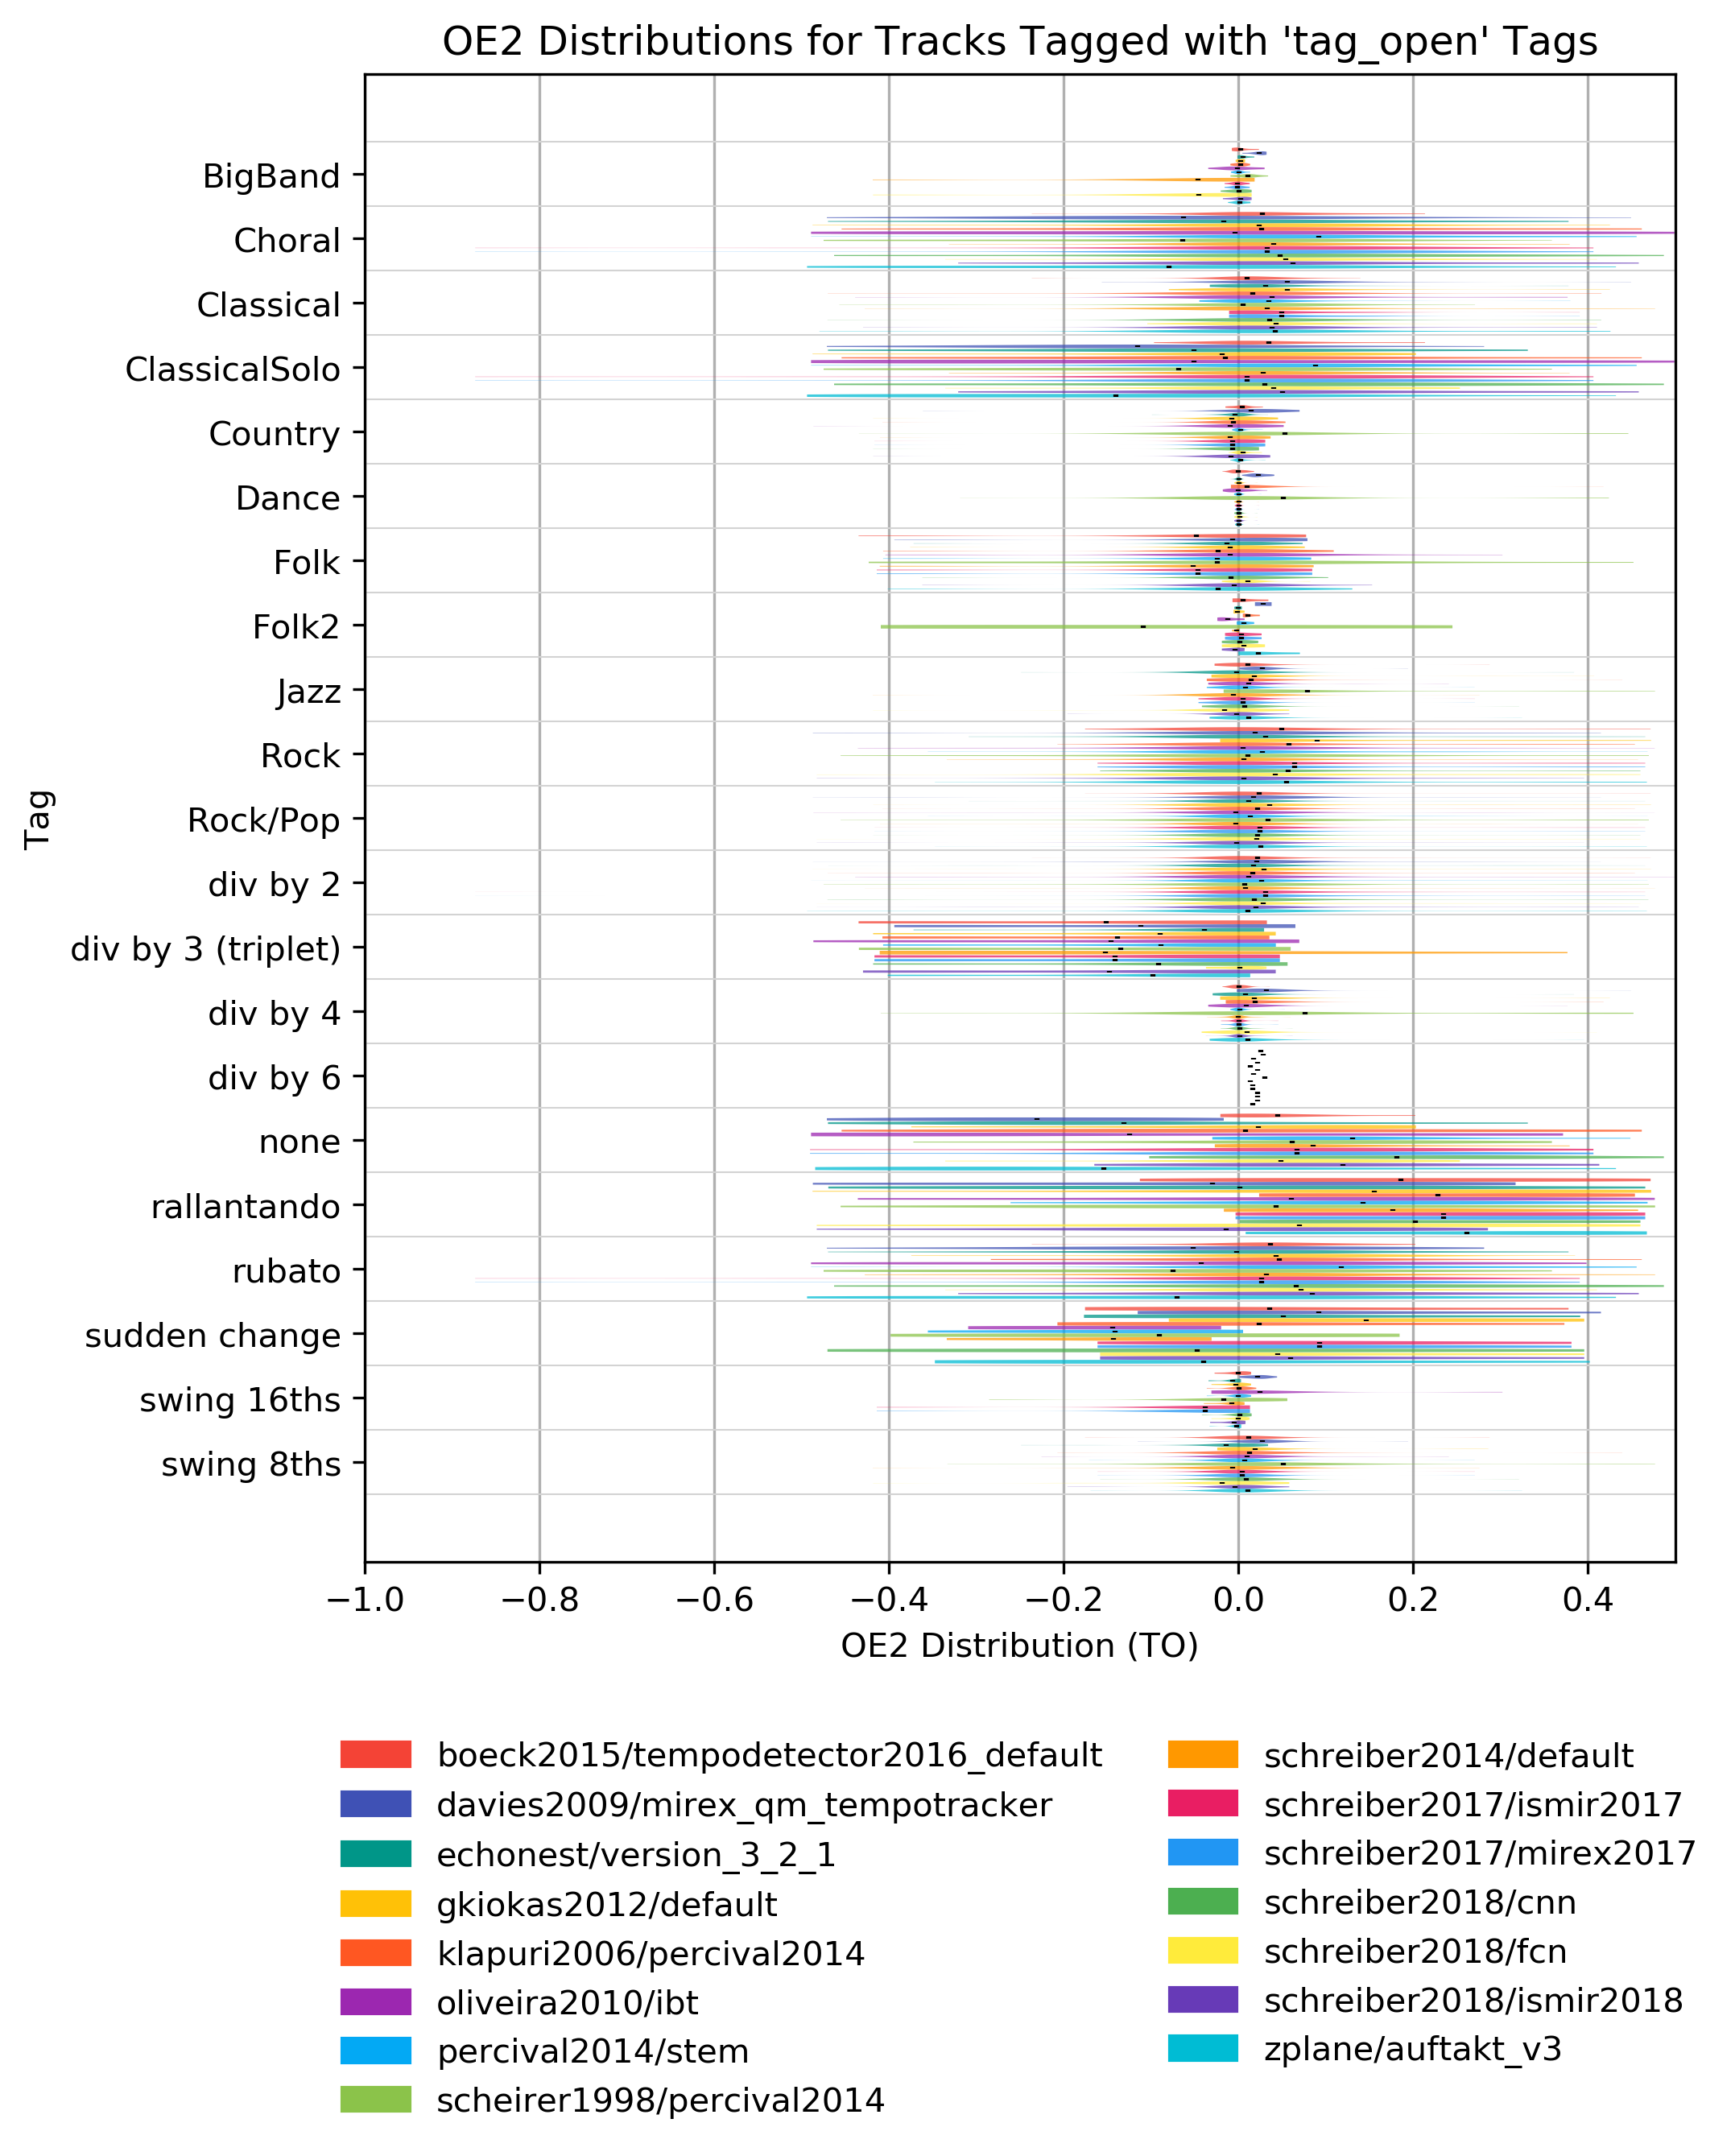 OE2 Distributions for Tracks Tagged with 'tag_open' Tags
BigBand
Choral
Classical
ClassicalSolo
Country
Dance
Folk
Folk2
Jazz
Rock
Rock/Pop
div by 2
div by 3 (triplet)
div by 4
div by 6
none
rallantando
rubato
sudden change
swing 16ths
swing 8ths
Tag
−1.0 −0.8 −0.6 −0.4 −0.2 0.0 0.2 0.4
OE2 Distribution (TO)
boeck2015/tempodetector2016_default
davies2009/mirex_qm_tempotracker
echonest/version_3_2_1
gkiokas2012/default
klapuri2006/percival2014
oliveira2010/ibt
percival2014/stem
scheirer1998/percival2014
schreiber2014/default
schreiber2017/ismir2017
schreiber2017/mirex2017
schreiber2018/cnn
schreiber2018/fcn
schreiber2018/ismir2018
zplane/auftakt_v3